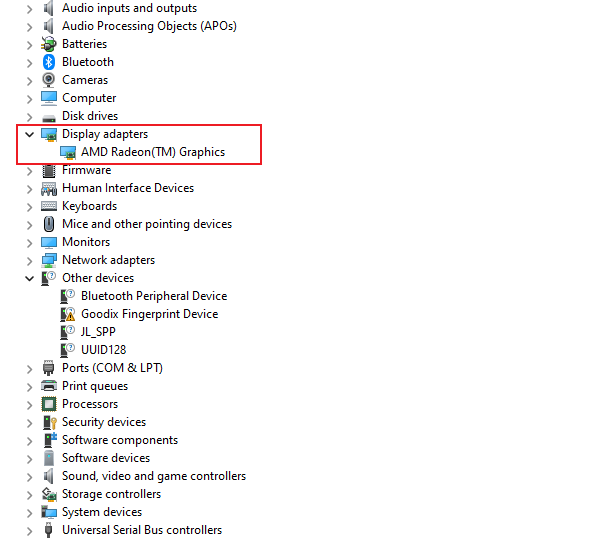 Audio inputs and outputs
Audio Processing Objects (APOs)
Batteries
Bluetooth
Cameras
Computer
Disk drives
Display adapters
AMD Radeon(TM) Graphics
Firmware
Human Interface Devices
Keyboards
Mice and other pointing devices
Monitors
Network adapters
Other devices
Bluetooth Peripheral Device
Goodix Fingerprint Device
JL_SPP
UUID128
Ports (COM & LPT)
Print queues
Processors
Security devices
Software components
Software devices
Sound, video and game controllers
Storage controllers
System devices
Universal Serial Bus controllers